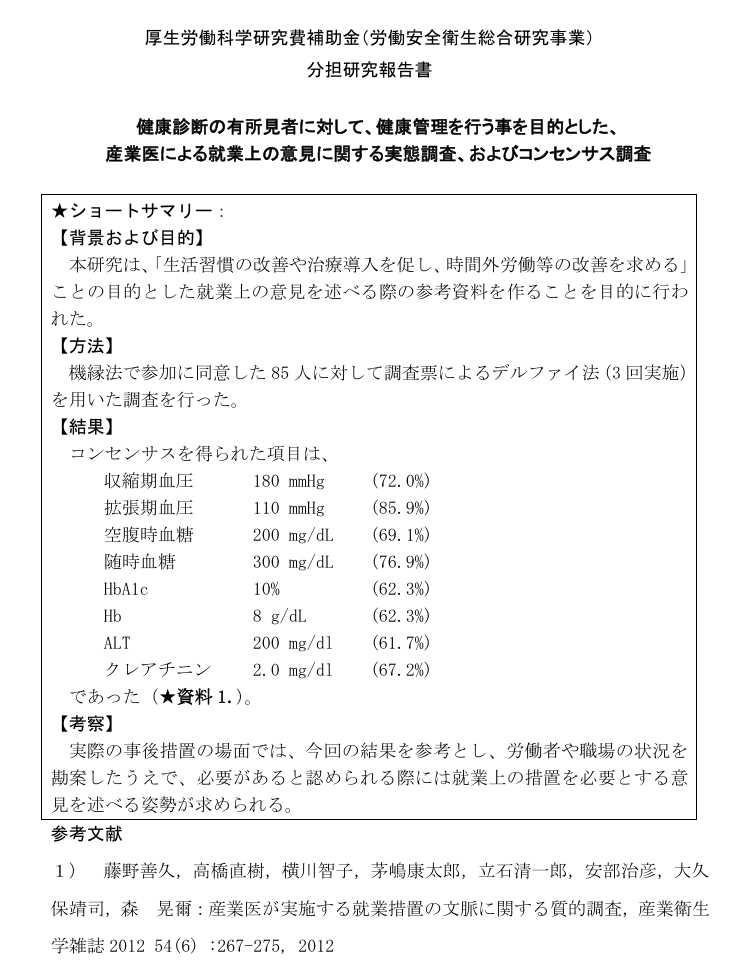 厚生労働科学研究費補助金（労働安全衛生総合研究事業）
分担研究報告書
健康診断の有所見者に対して、健康管理を行う事を目的とした、
産業医による就業上の意見に関する実態調査、およびコンセンサス調査
★ショートサマリー：
【背景および目的】
本研究は、「生活習慣の改善や治療導入を促し、時間外労働等の改善を求める」
ことの目的とした就業上の意見を述べる際の参考資料を作ることを目的に行わ
れた。
【方法】
機縁法で参加に同意した 85 人に対して調査票によるデルファイ法（3 回実施）
を用いた調査を行った。
【結果】
コンセンサスを得られた項目は、
収縮期血圧 180 mmHg (72.0%)
拡張期血圧 110 mmHg (85.9%)
空腹時血糖 200 mg/dL (69.1%)
随時血糖 300 mg/dL (76.9%)
HbA1c 10% (62.3%)
Hb 8 g/dL (62.3%)
ALT 200 mg/dl (61.7%)
クレアチニン 2.0 mg/dl (67.2%)
であった（★資料 1.）。
【考察】
実際の事後措置の場面では、今回の結果を参考とし、労働者や職場の状況を
勘案したうえで、必要があると認められる際には就業上の措置を必要とする意
見を述べる姿勢が求められる。
参考文献
１） 藤野善久, 高橋直樹, 横川智子, 茅嶋康太郎, 立石清一郎, 安部治彦, 大久
保靖司, 森　晃爾：産業医が実施する就業措置の文脈に関する質的調査, 産業衛生
学雑誌 2012 54(6) :267-275, 2012